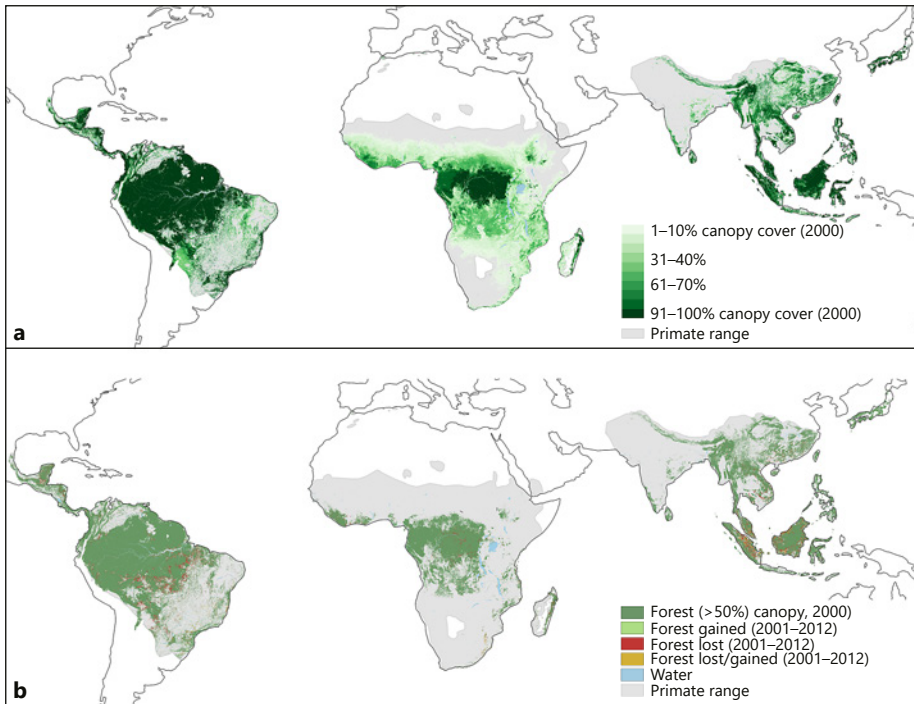 1–10% canopy cover (2000)
31–40%
61–70%
91–100% canopy cover (2000)
Primate range
a
Forest (>50%) canopy, 2000)
Forest gained (2001–2012)
Forest lost (2001–2012)
Forest lost/gained (2001–2012)
Water
Primate range
b